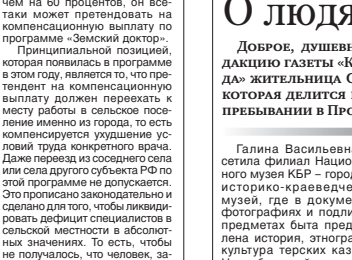 чем на 60 процентов, он все-
таки может претендовать на
компенсационную выплату по
программе «Земский доктор».
Принципиальной позицией,
которая появилась в программе
в этом году, является то, что пре-
тендент на компенсационную
выплату должен переехать к
месту работы в сельское посе-
ление именно из города, то есть
компенсируется ухудшение ус-
ловий труда конкретного врача.
Даже переезд из соседнего села
или села другого субъекта РФ по
этой программе не допускается.
Это прописано законодательно и
сделано для того, чтобы ликвиди-
ровать дефицит специалистов в
сельской местности в абсолют-
ных значениях. То есть, чтобы
не получалось, что человек, за-
О людя
Доброе, душевн
дакцию газеты «К
да» жительница С
которая делится
пребывании в Про
Галина Васильевна
сетила филиал Нацио
ного музея КБР – город
историко-краеведче
музей, где в докуме
фотографиях и подли
предметах была пред
лена история, этногра
культура терских каз